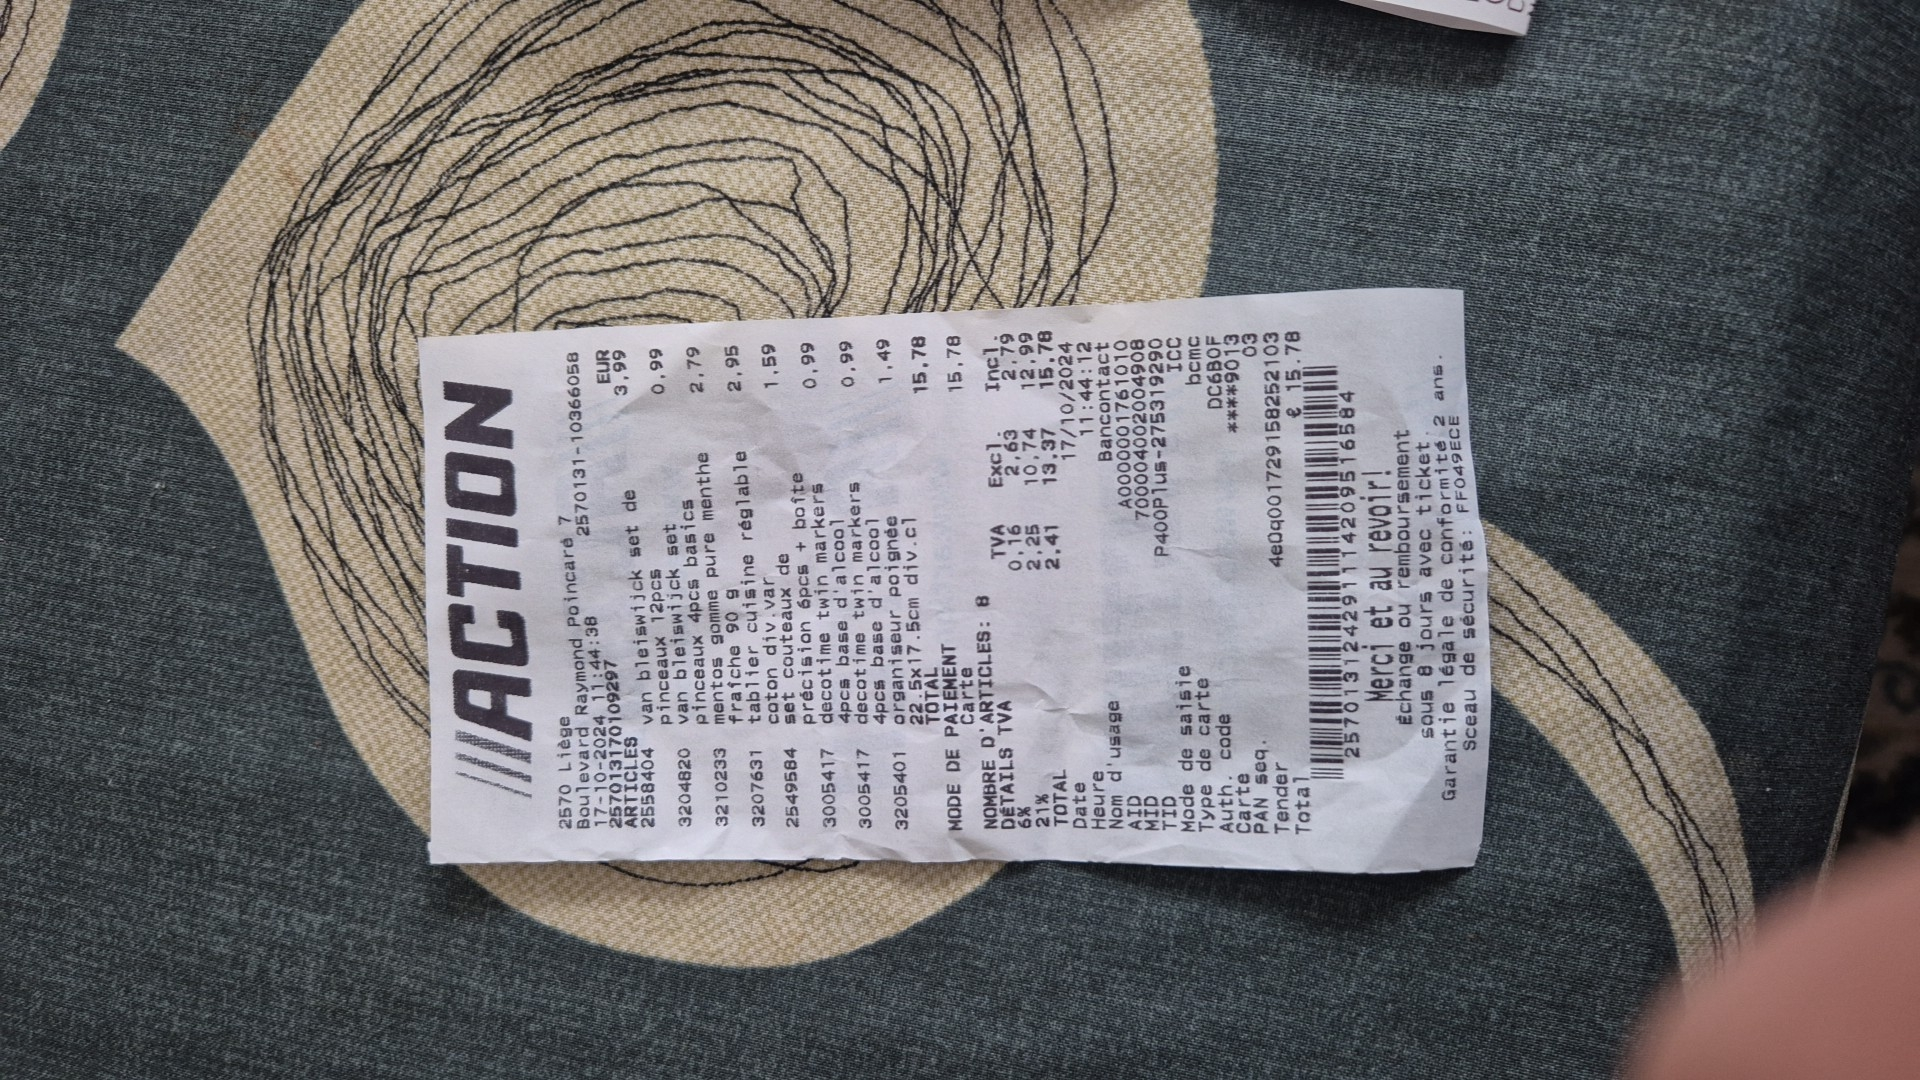 ///ACTION
2570 Liège
Boulevard Raymond Poincaré 7
17-10-2024 11:44:38 2570131-10366058
2570131701109297
ARTICLES EUR
2558404 van bleiswijck set de 3,99
pinceaux 12pcs
3204820 van bleiswijck set 0,99
pinceaux 4pcs basics
3210233 mentos gomme pure menthe 2,79
fraîche 90 g
3207631 tablier cuisine réglable 2,95
coton div.var
2549584 set couteaux de 1,59
précision 6pcs + boîte
3005417 decotime twin markers 0,99
4pcs base d'alcool
3005417 decotime twin markers 0,99
4pcs base d'alcool
3205401 organiseur poignée 1,49
22.5x17.5cm div.cl
TOTAL 15,78
MODE DE PAIEMENT
Carte 15,78
NOMBRE D'ARTICLES: 8
DÉTAILS TVA TVA Excl. Incl.
6% 0,16 2,63 2,79
21% 2,25 10,74 12,99
TOTAL 2,41 13,37 15,78
Date 17/10/2024
Heure 11:44:12
Nom d'usage Bancontact
AID A0000001761010
MID 70000400200490B
TID P400Plus-275319290
Mode de saisie ICC
Type de carte bcmc
Auth. code DC6B0F
Carte ****9013
PAN seq. 03
Tender 4eQq001729158252103
Total € 15,78
Merci et au revoir!
Échange ou remboursement
sous 8 jours avec ticket.
Garantie légale de conformité 2 ans.
Sceau de sécurité: FF049ECE